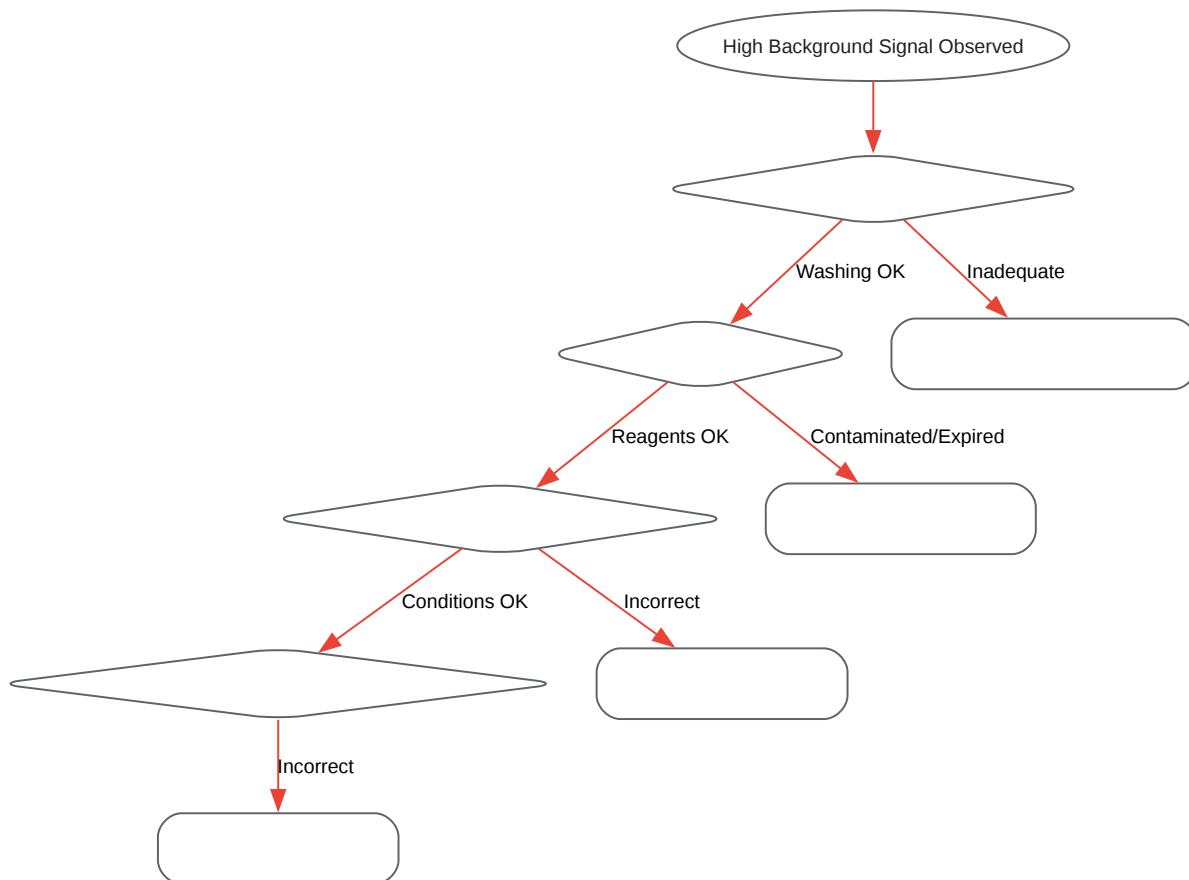 High Background Signal Observed
Washing OK
Inadequate
Reagents OK
Contaminated/Expired
Conditions OK
Incorrect
Incorrect